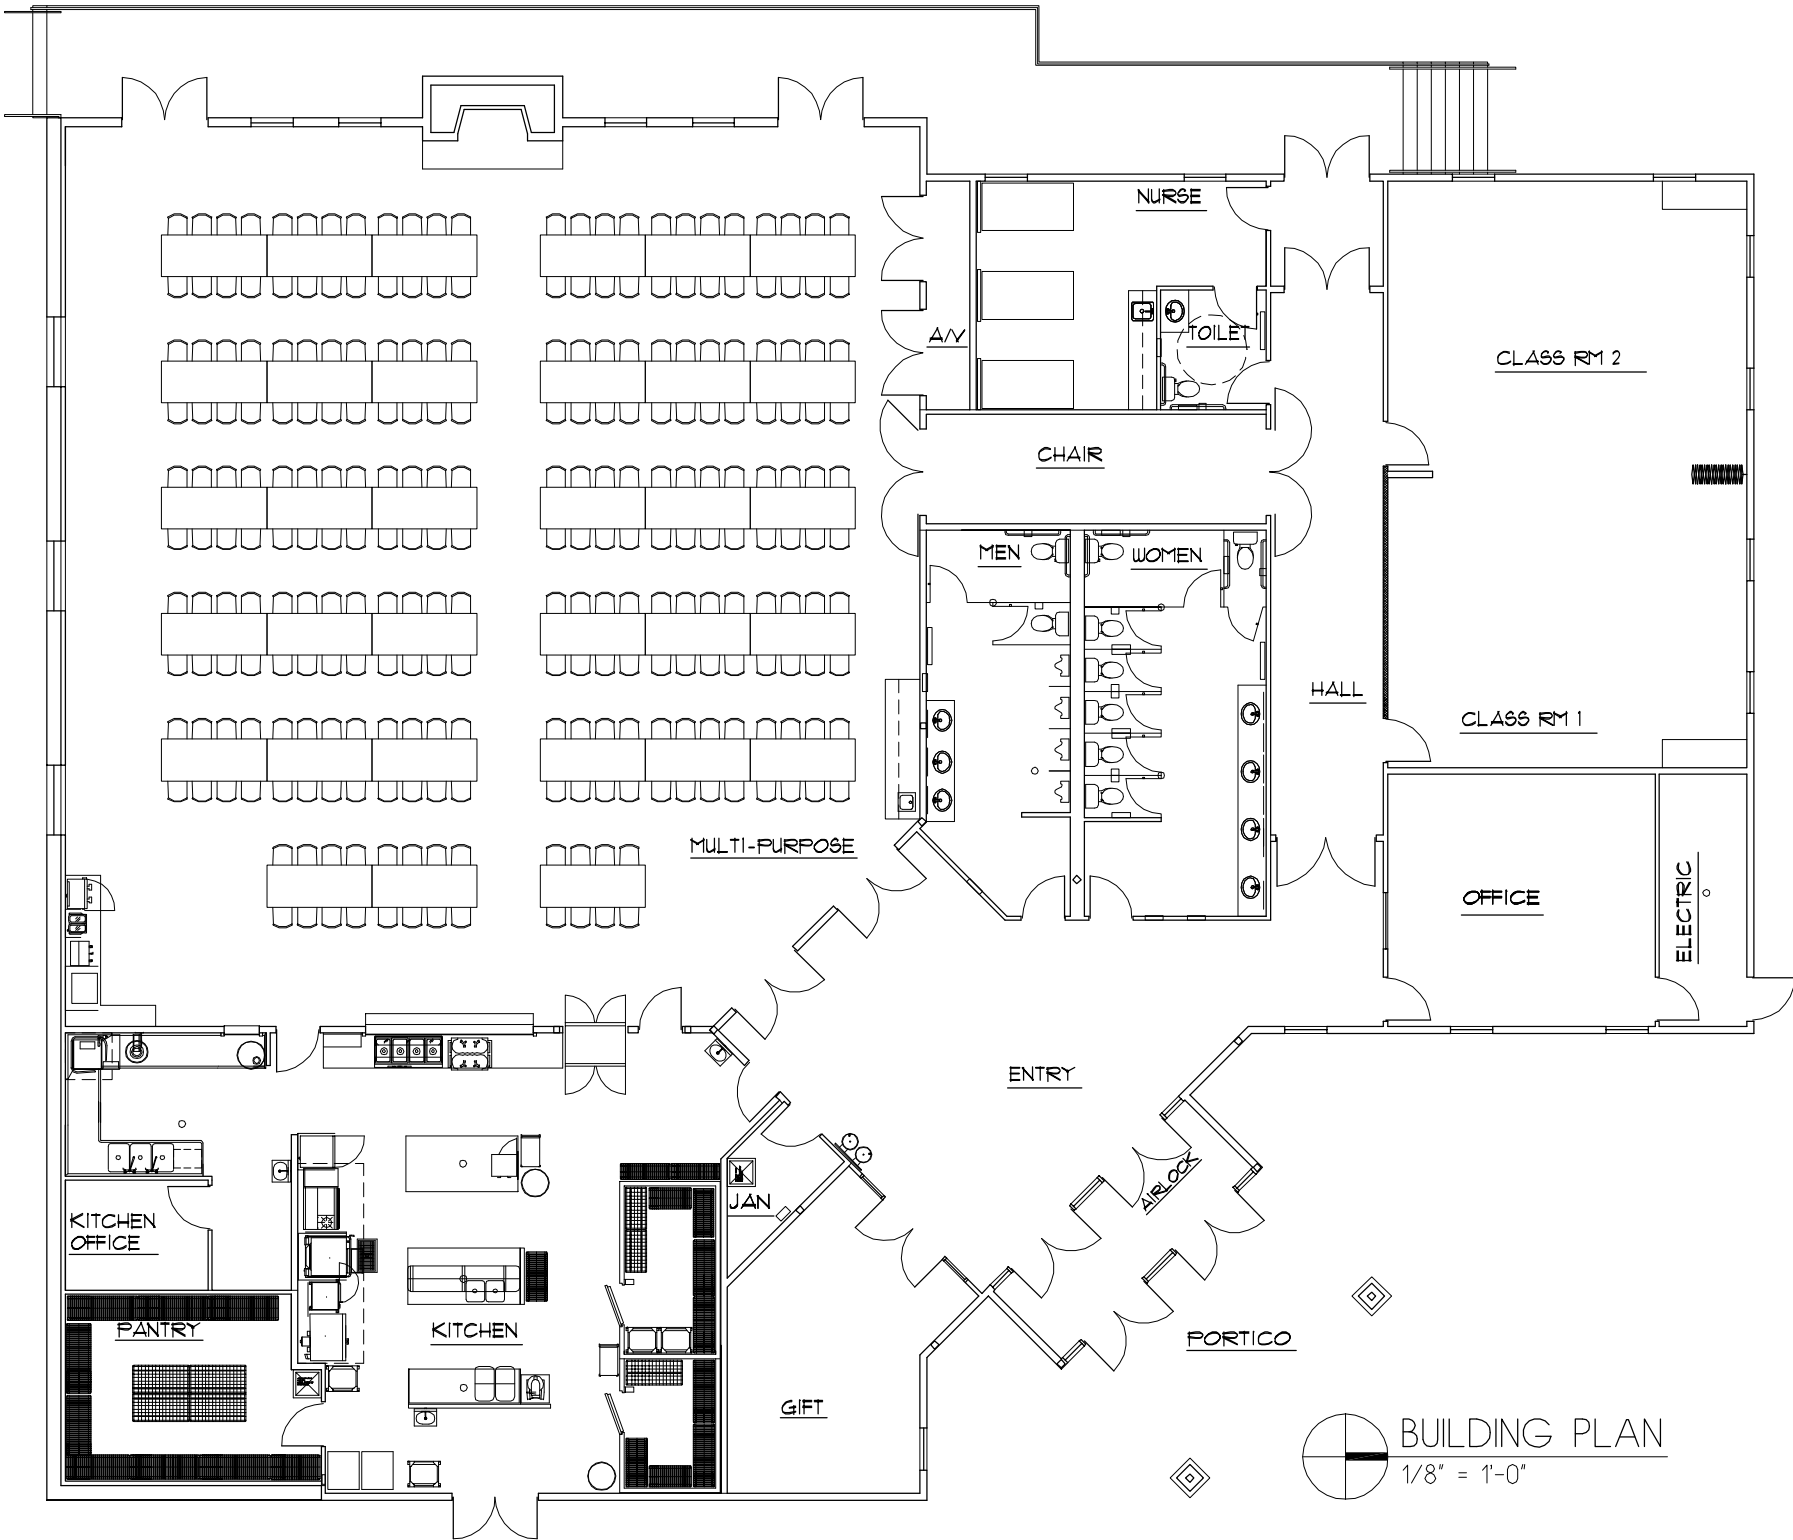 NURSE
A/V
TOILET
CLASS RM 2
CHAIR
MEN
WOMEN
HALL
CLASS RM 1
MULTI-PURPOSE
OFFICE
ELECTRIC
ENTRY
AIRLOCK
JAN
KITCHEN
OFFICE
PANTRY
KITCHEN
PORTICO
GIFT
BUILDING PLAN
1/8" = 1'-0"